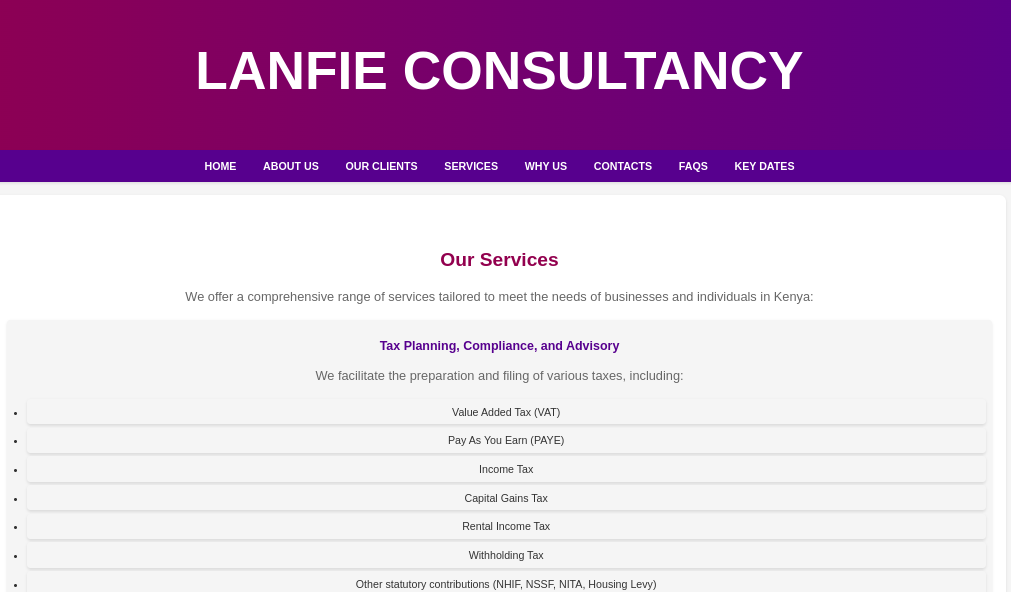 LANFIE CONSULTANCY
HOME ABOUT US OUR CLIENTS SERVICES WHY US CONTACTS FAQS KEY DATES
Our Services
We offer a comprehensive range of services tailored to meet the needs of businesses and individuals in Kenya:
Tax Planning, Compliance, and Advisory
We facilitate the preparation and filing of various taxes, including:
Value Added Tax (VAT)
Pay As You Earn (PAYE)
Income Tax
Capital Gains Tax
Rental Income Tax
Withholding Tax
Other statutory contributions (NHIF, NSSF, NITA, Housing Levy)